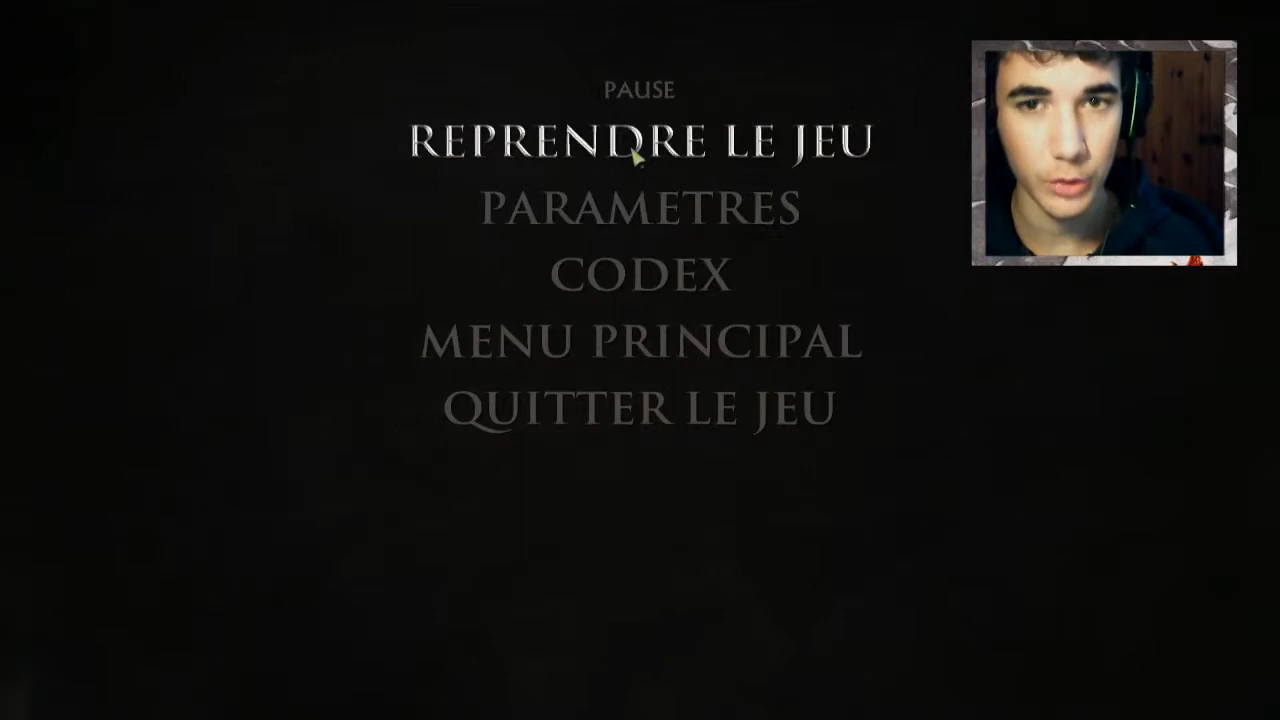 PAUSE
REPRENDRE LE JEU
PARAMETRES
CODEX
MENU PRINCIPAL
QUITTER LE JEU